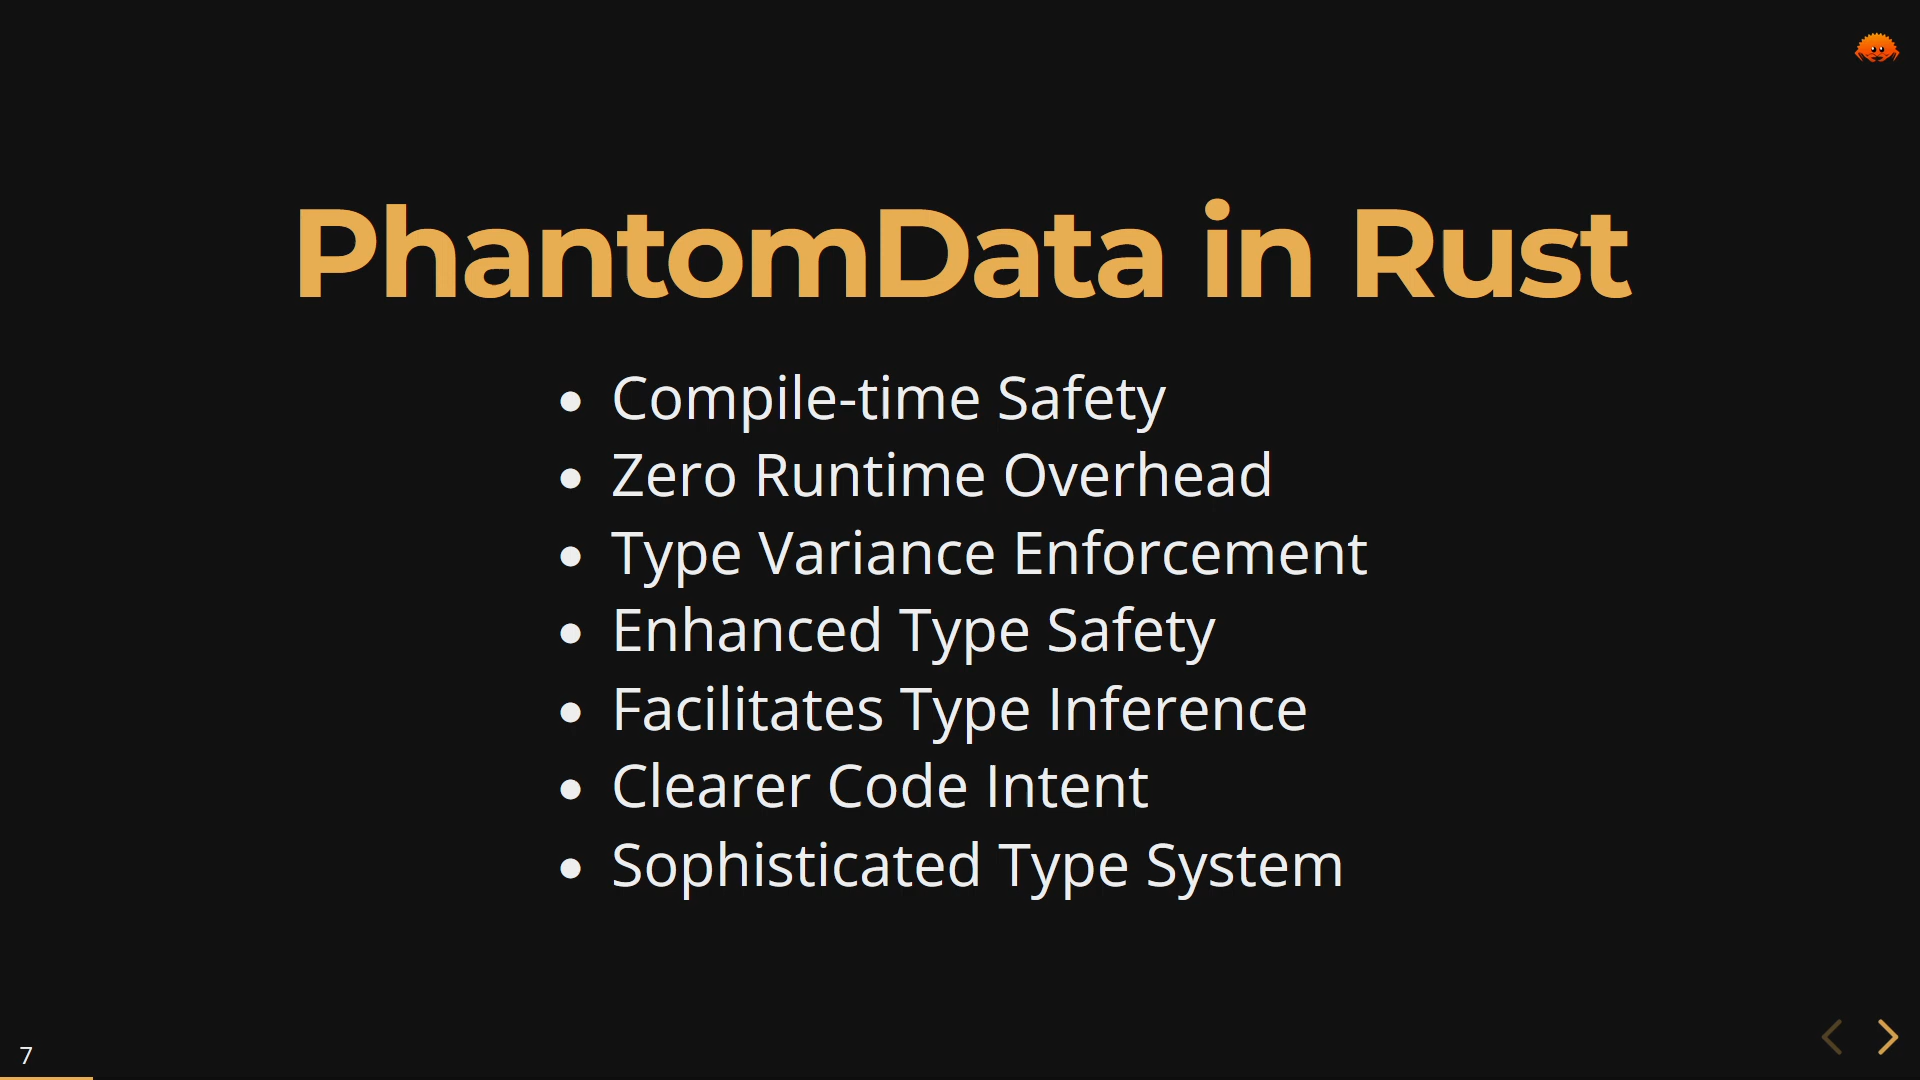 PhantomData in Rust
• Compile-time Safety
• Zero Runtime Overhead
• Type Variance Enforcement
• Enhanced Type Safety
• Facilitates Type Inference
• Clearer Code Intent
• Sophisticated Type System
7